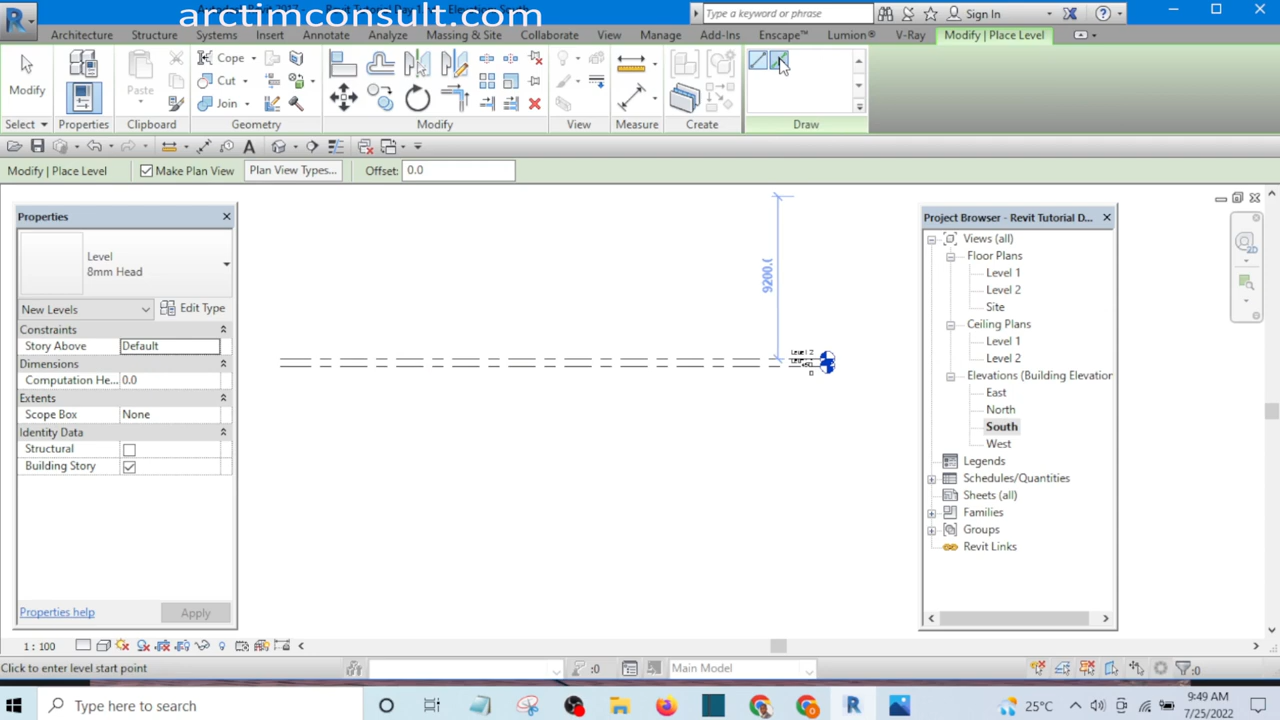 arctimconsult.com
Type a keyword or phrase
Sign In
Architecture Structure Systems Insert Annotate Analyze Massing & Site Collaborate View Manage Add-Ins Enscape™ Lumion® V-Ray Modify | Place Level
Modify
Paste
Cope
Cut
Join
Select Properties Clipboard Geometry Modify View Measure Create Draw
Modify | Place Level Make Plan View Plan View Types... Offset: 0.0
Properties
Level
8mm Head
New Levels Edit Type
Constraints
Story Above Default
Dimensions
Computation He... 0.0
Extents
Scope Box None
Identity Data
Structural
Building Story
Properties help Apply
9200.(
Level 2
Project Browser - Revit Tutorial D...
Views (all)
Floor Plans
Level 1
Level 2
Site
Ceiling Plans
Level 1
Level 2
Elevations (Building Elevation
East
North
South
West
Legends
Schedules/Quantities
Sheets (all)
Families
Groups
Revit Links
2D
1 : 100
Click to enter level start point
:0
Main Model
:0
Type here to search
25°C
9:49 AM
7/25/2022